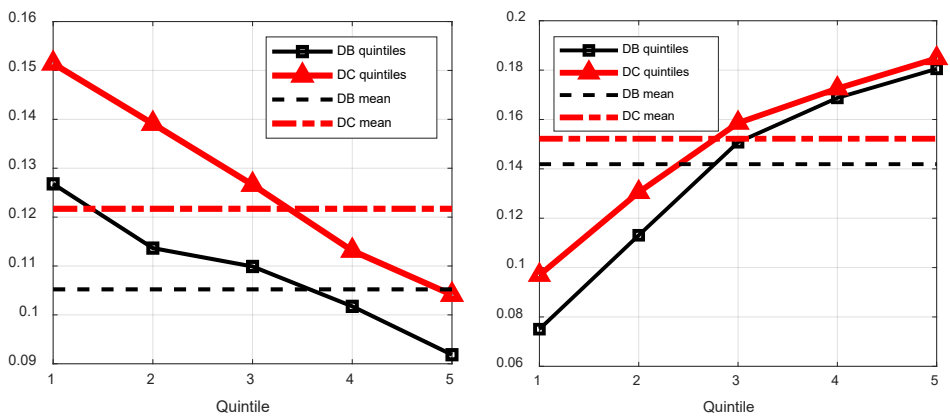 0.16
0.15
0.14
0.13
0.12
0.11
0.1
0.09
1 2 3 4 5
Quintile
DB quintiles
DC quintiles
DB mean
DC mean
0.2
0.18
0.16
0.14
0.12
0.1
0.08
0.06
1 2 3 4 5
Quintile
DB quintiles
DC quintiles
DB mean
DC mean